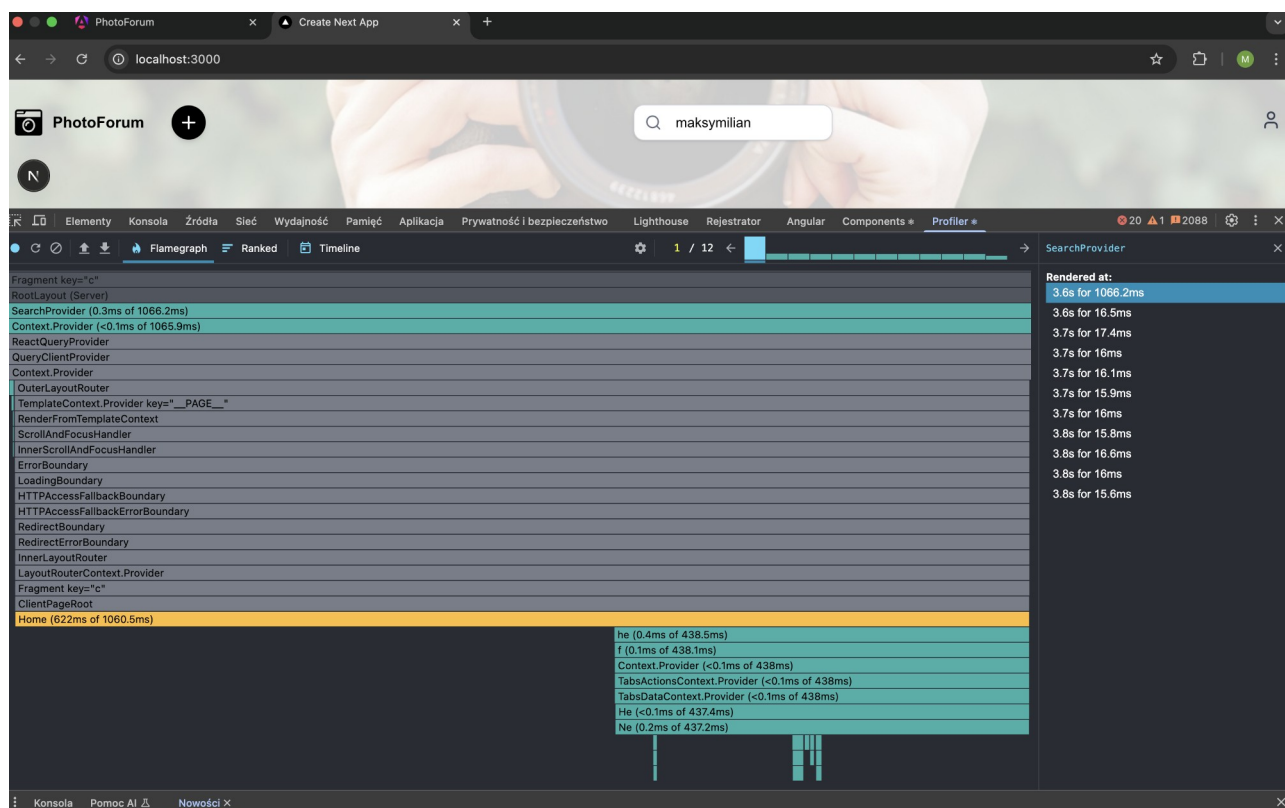 PhotoForum × Create Next App × +
localhost:3000 M
PhotoForum + maksymilian
N
Elementy Konsola Źródła Sieć Wydajność Pamięć Aplikacja Prywatność i bezpieczeństwo Lighthouse Rejestrator Angular Components Profiler 20 1 2088
Flamegraph Ranked Timeline 1 / 12 SearchProvider
Fragment key="c"
RootLayout (Server)
SearchProvider (0.3ms of 1066.2ms)
Context.Provider (<0.1ms of 1065.9ms)
ReactQueryProvider
QueryClientProvider
Context.Provider
OuterLayoutRouter
TemplateContext.Provider key="__PAGE__"
RenderFromTemplateContext
ScrollAndFocusHandler
InnerScrollAndFocusHandler
ErrorBoundary
LoadingBoundary
HTTPAccessFallbackBoundary
HTTPAccessFallbackErrorBoundary
RedirectBoundary
RedirectErrorBoundary
InnerLayoutRouter
LayoutRouterContext.Provider
Fragment key="c"
ClientPageRoot
Home (622ms of 1060.5ms)
he (0.4ms of 438.5ms)
f (0.1ms of 438.1ms)
Context.Provider (<0.1ms of 438ms)
TabsActionsContext.Provider (<0.1ms of 438ms)
TabsDataContext.Provider (<0.1ms of 438ms)
He (<0.1ms of 437.4ms)
Ne (0.2ms of 437.2ms)
Rendered at:
3.6s for 1066.2ms
3.6s for 16.5ms
3.7s for 17.4ms
3.7s for 16ms
3.7s for 16.1ms
3.7s for 15.9ms
3.7s for 16ms
3.8s for 15.8ms
3.8s for 16.6ms
3.8s for 16ms
3.8s for 15.6ms
Konsola Pomoc AI Nowości ×